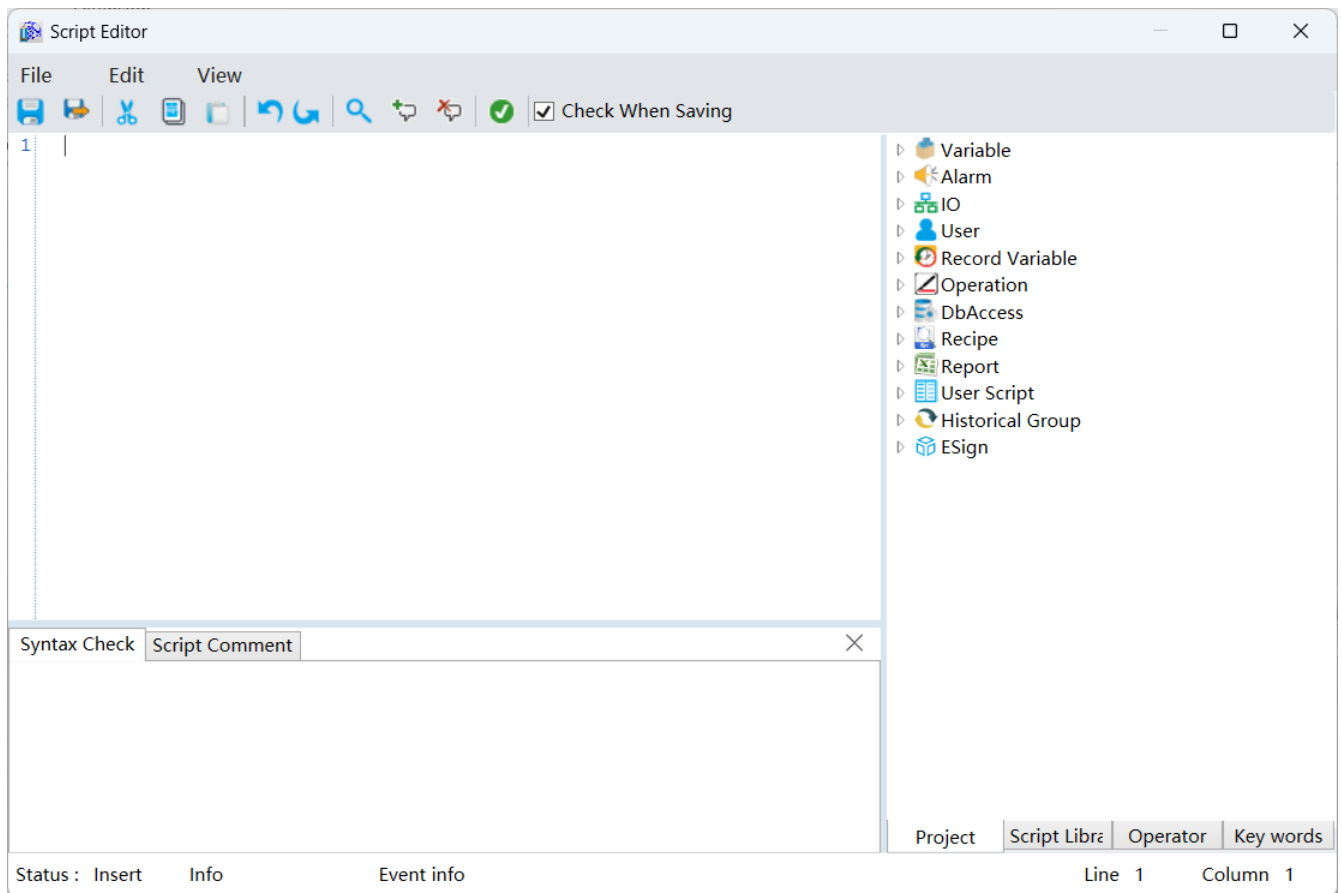 Script Editor
File Edit View
Check When Saving
1
Variable
Alarm
IO
User
Record Variable
Operation
DbAccess
Recipe
Report
User Script
Historical Group
ESign
Syntax Check Script Comment
Project Script Libra Operator Key words
Status : Insert Info Event info Line 1 Column 1